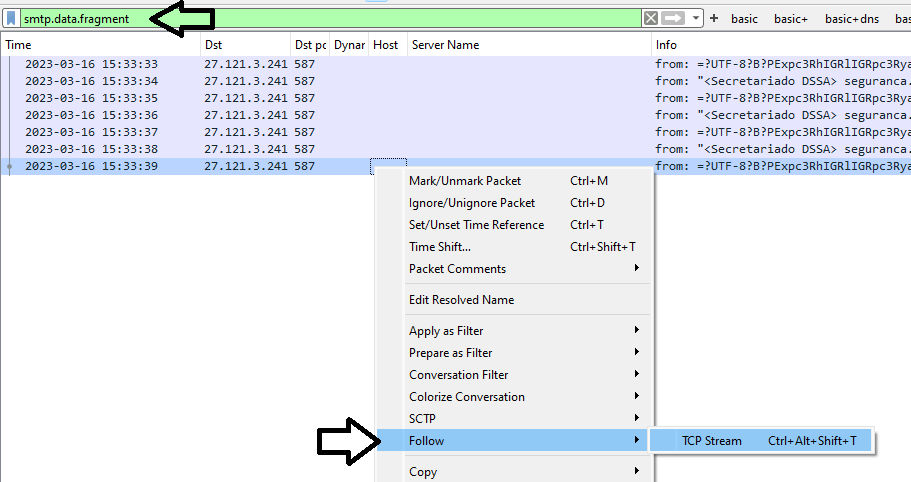 smtp.data.fragment + basic basic+ basic+dns bas
Time Dst Dst pc Dynar Host Server Name Info
2023-03-16 15:33:33 27.121.3.241 587 from: =?UTF-8?B?PExpc3RhIGRlIGRpc3Rya
2023-03-16 15:33:34 27.121.3.241 587 from: "<Secretariado DSSA> seguranca.
2023-03-16 15:33:35 27.121.3.241 587 from: =?UTF-8?B?PExpc3RhIGRlIGRpc3Rya
2023-03-16 15:33:36 27.121.3.241 587 from: "<Secretariado DSSA> seguranca.
2023-03-16 15:33:37 27.121.3.241 587 from: =?UTF-8?B?PExpc3RhIGRlIGRpc3Rya
2023-03-16 15:33:38 27.121.3.241 587 from: "<Secretariado DSSA> seguranca.
2023-03-16 15:33:39 27.121.3.241 587 from: =?UTF-8?B?PExpc3RhIGRlIGRpc3Rya
Mark/Unmark Packet Ctrl+M
Ignore/Unignore Packet Ctrl+D
Set/Unset Time Reference Ctrl+T
Time Shift... Ctrl+Shift+T
Packet Comments
Edit Resolved Name
Apply as Filter
Prepare as Filter
Conversation Filter
Colorize Conversation
SCTP
Follow TCP Stream Ctrl+Alt+Shift+T
Copy